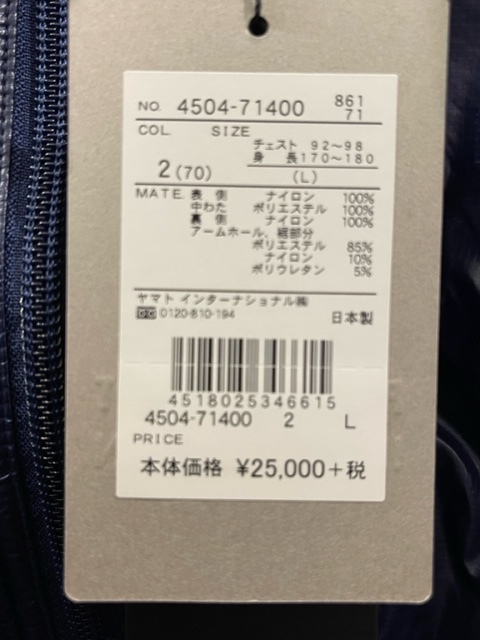 NO. 4504-71400 861
71
COL. SIZE
チェスト 92～98
2(70) 身 長170～180
(L)
MATE. 表 側 ナイロン 100%
中わた ポリエステル 100%
裏 側 ナイロン 100%
アームホール、裾部分
ポリエステル 85%
ナイロン 10%
ポリウレタン 5%
ヤマト インターナショナル㈱
0120-810-194 日本製
4518025346615
4504-71400 2 L
PRICE
本体価格 ¥25,000+税